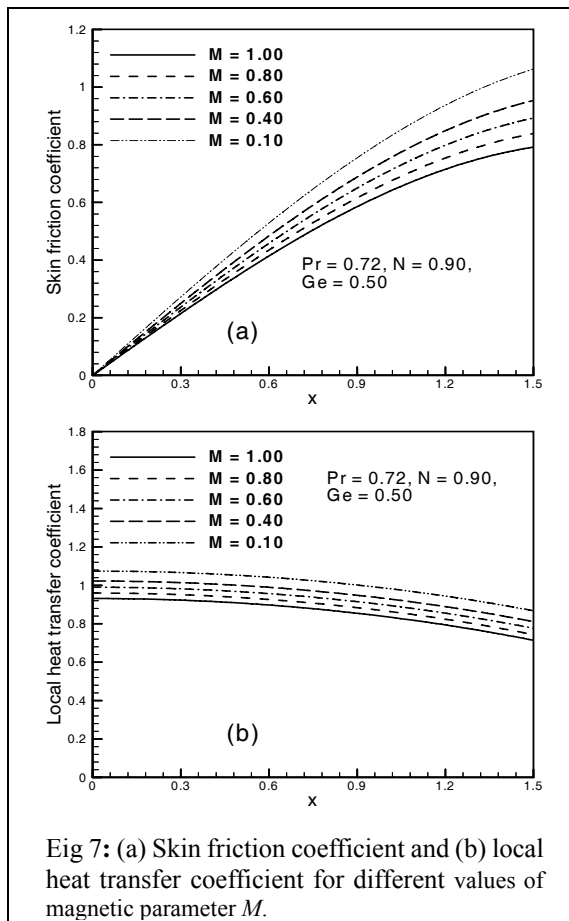 1.2
1
0.8
0.6
0.4
0.2
0
Skin friction coefficient
M = 1.00
M = 0.80
M = 0.60
M = 0.40
M = 0.10
Pr = 0.72, N = 0.90,
Ge = 0.50
(a)
0 0.3 0.6 0.9 1.2 1.5
x
1.8
1.6
1.4
1.2
1
0.8
0.6
0.4
0.2
0
Local heat transfer coefficient
M = 1.00
M = 0.80
M = 0.60
M = 0.40
M = 0.10
Pr = 0.72, N = 0.90,
Ge = 0.50
(b)
0 0.3 0.6 0.9 1.2 1.5
x
Eig 7: (a) Skin friction coefficient and (b) local
heat transfer coefficient for different values of
magnetic parameter M.